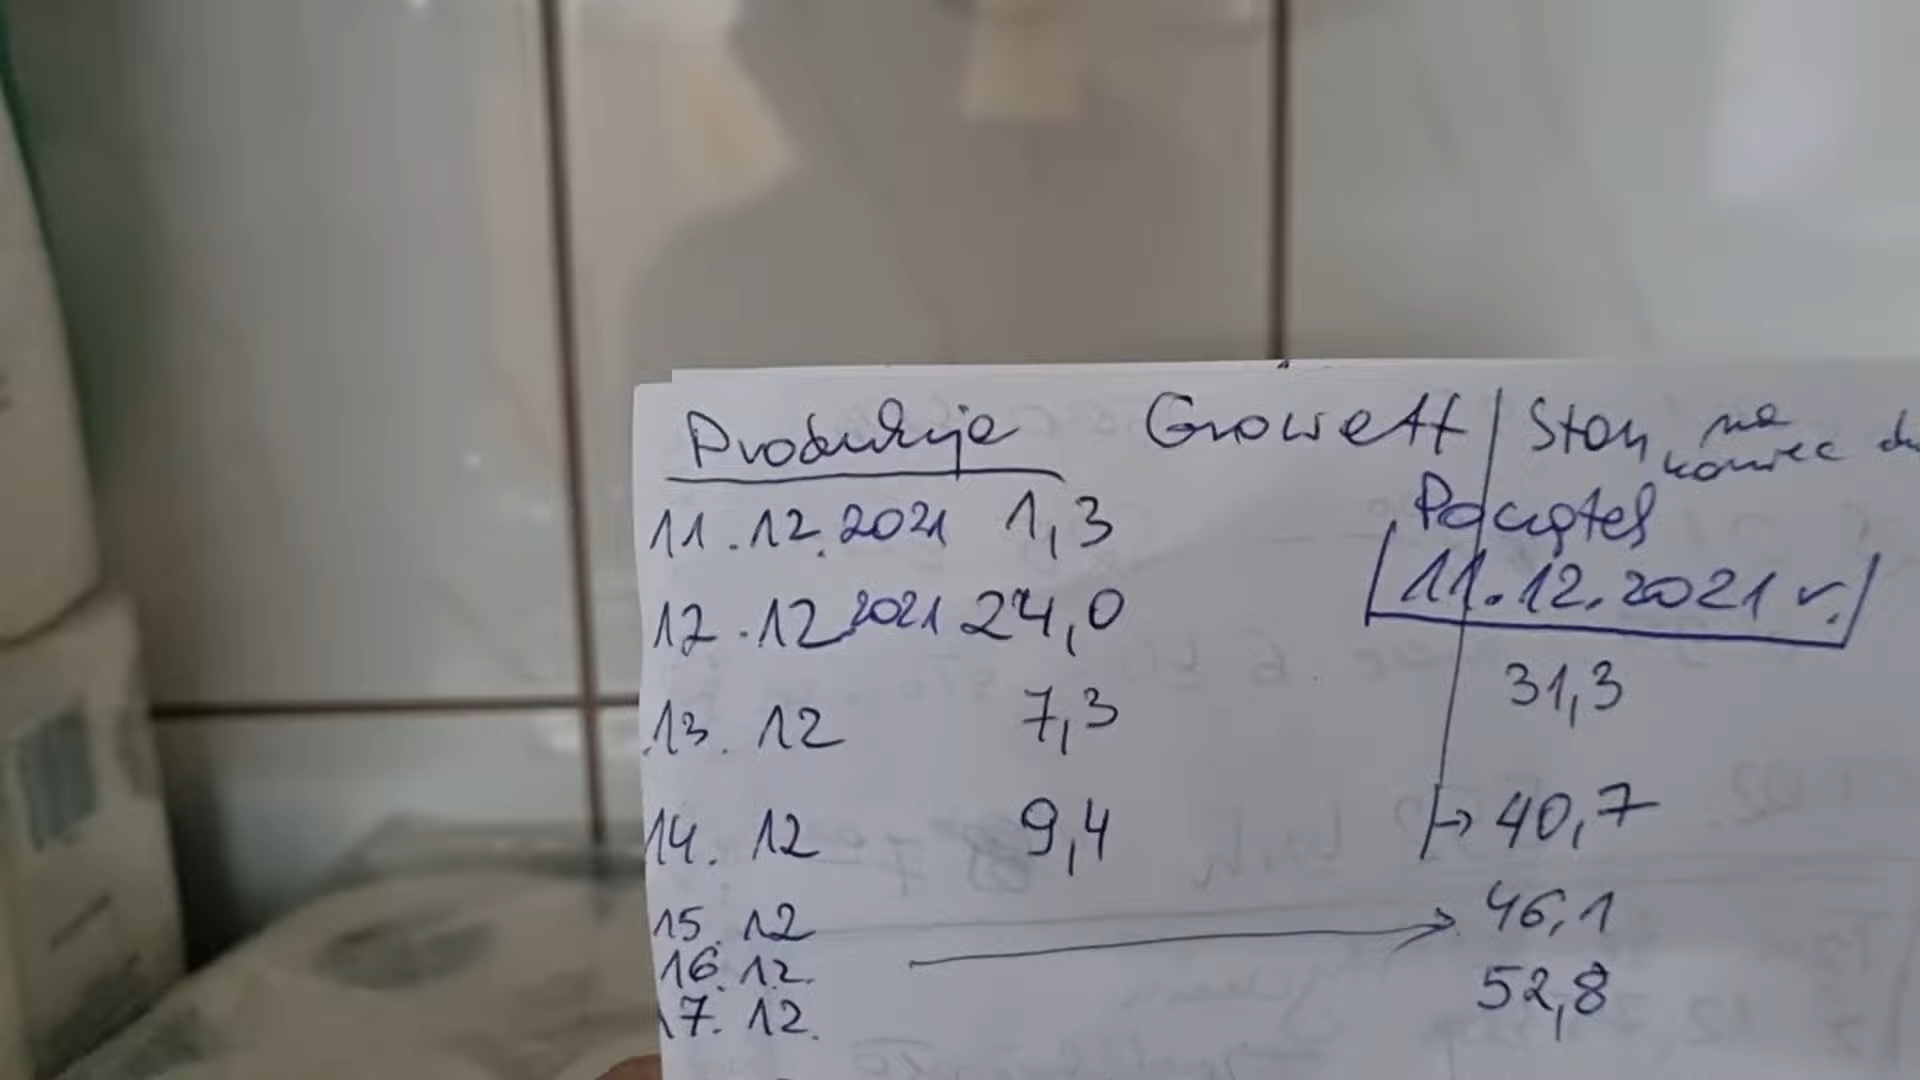 Produkcja Growatt Stan na koniec
Początek
11.12.2021 1,3
11.12.2021 r.
12.12 2021 24,0
31,3
13.12 7,3
14.12 9,4 → 40,7
15.12
16.12. → 46,1
17.12. 52,8